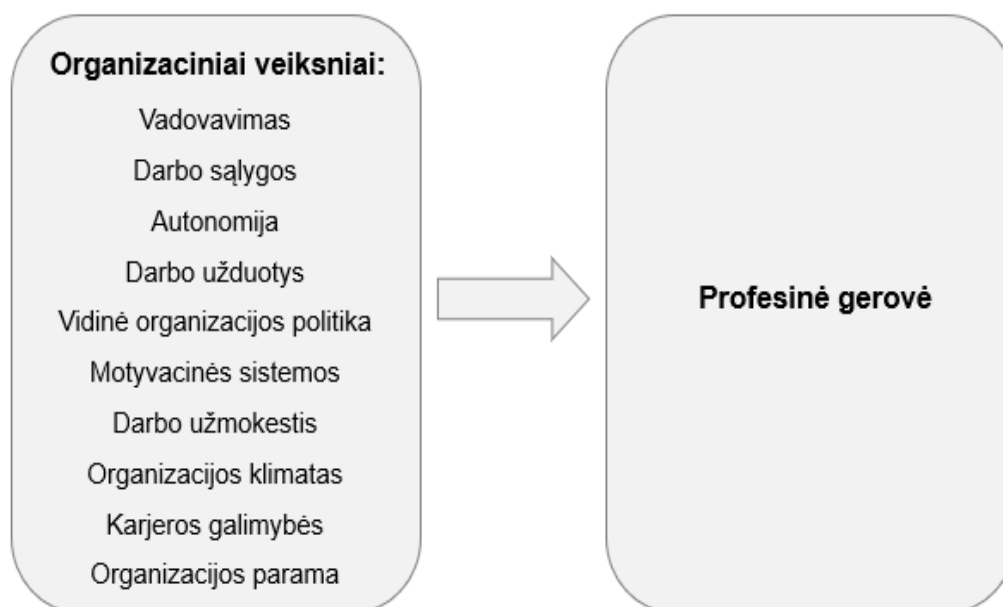 Organizaciniai veiksniai:
Vadovavimas
Darbo sąlygos
Autonomija
Darbo užduotys
Vidinė organizacijos politika
Motyvacinės sistemos
Darbo užmokestis
Organizacijos klimatas
Karjeros galimybės
Organizacijos parama
Profesinė gerovė